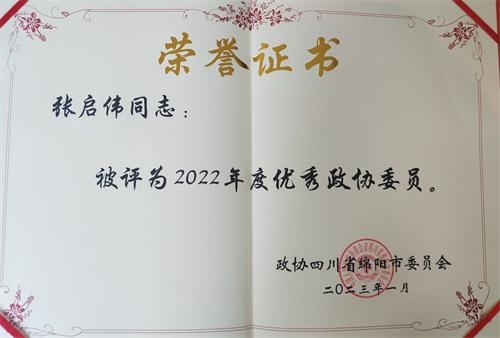 荣誉证书
张启伟同志：
被评为2022年度优秀政协委员。
政协四川省绵阳市委员会
二〇二三年一月